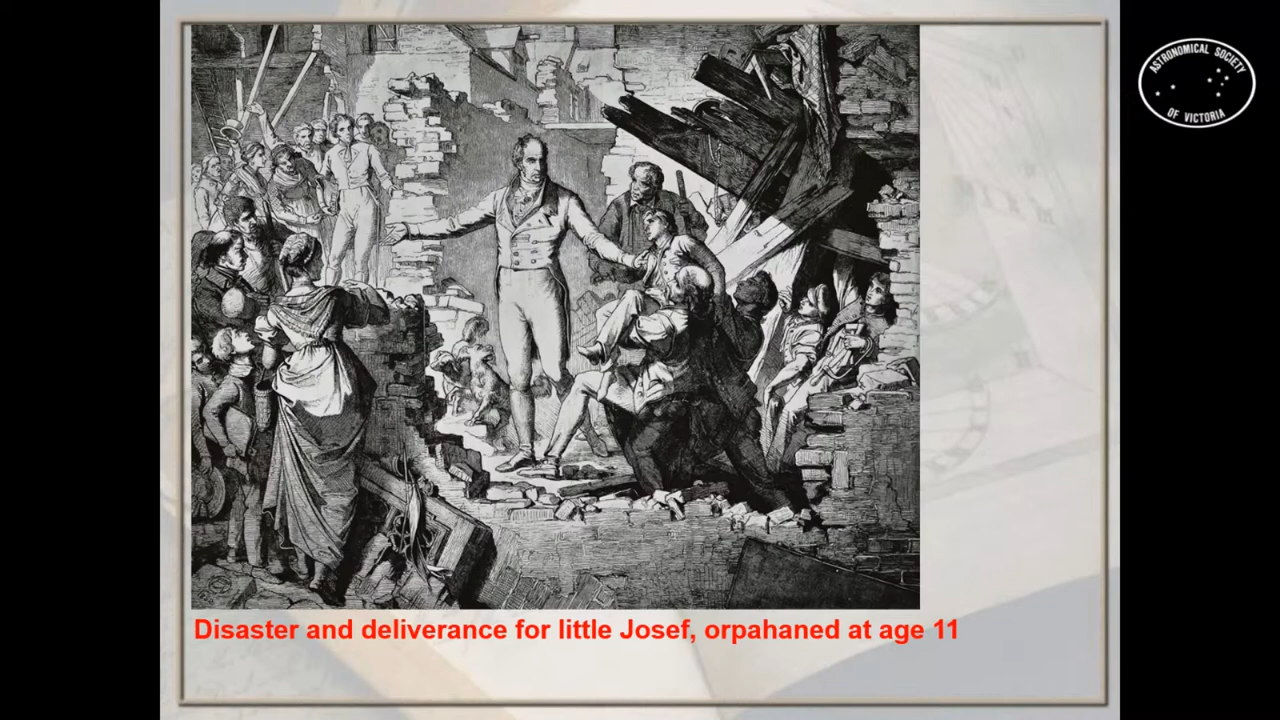 ASTRONOMICAL SOCIETY
OF VICTORIA
Disaster and deliverance for little Josef, orpahaned at age 11